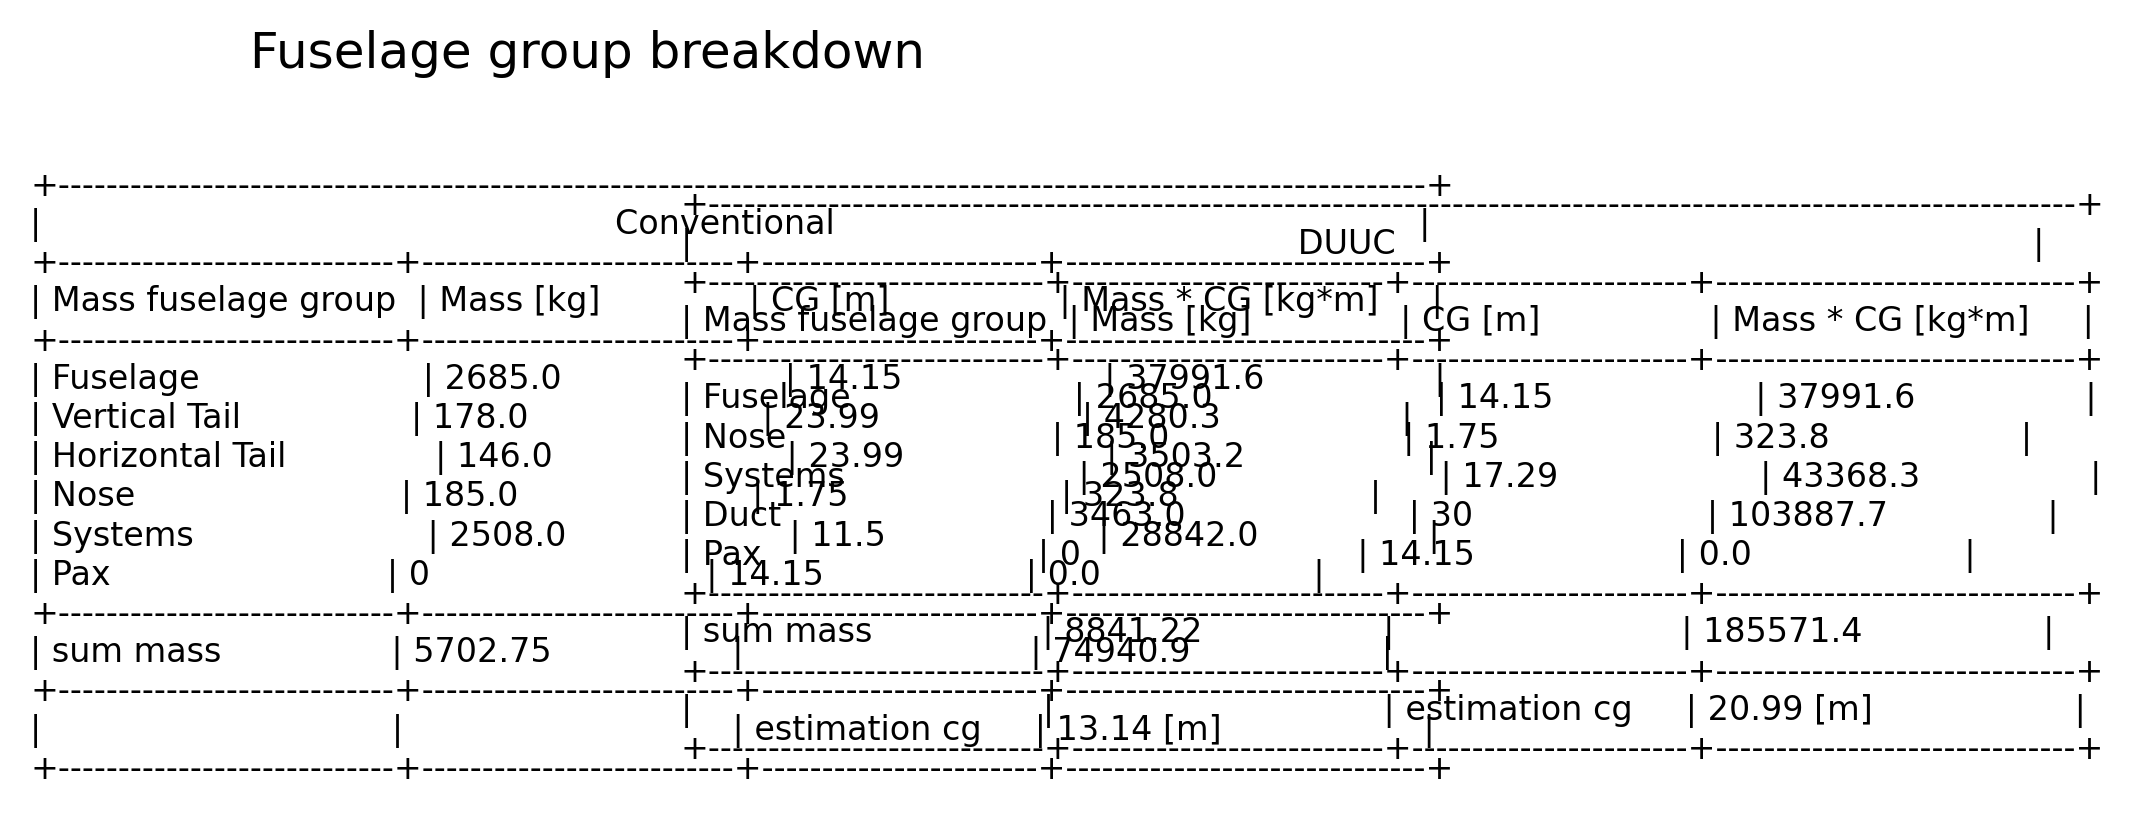 Fuselage group breakdown
+--------------------------------------------------------------------------------+
| Conventional |
+----------------------+----------------------+----------------------+----------------------+
| Mass fuselage group | Mass [kg] | CG [m] | Mass * CG [kg*m] |
+----------------------+----------------------+----------------------+----------------------+
| Fuselage | 2685.0 | 14.15 | 37991.6 |
| Vertical Tail | 178.0 | 23.99 | 4280.3 |
| Horizontal Tail | 146.0 | 23.99 | 3503.2 |
| Nose | 185.0 | 1.75 | 323.8 |
| Systems | 2508.0 | 11.5 | 28842.0 |
| Pax | 0 | 14.15 | 0.0 |
+----------------------+----------------------+----------------------+----------------------+
| sum mass | 5702.75 | | 74940.9 |
+----------------------+----------------------+----------------------+----------------------+
| | | estimation cg | 13.14 [m] |
+----------------------+----------------------+----------------------+----------------------+
+--------------------------------------------------------------------------------+
| DUUC |
+----------------------+----------------------+----------------------+----------------------+
| Mass fuselage group | Mass [kg] | CG [m] | Mass * CG [kg*m] |
+----------------------+----------------------+----------------------+----------------------+
| Fuselage | 2685.0 | 14.15 | 37991.6 |
| Nose | 185.0 | 1.75 | 323.8 |
| Systems | 2508.0 | 17.29 | 43368.3 |
| Duct | 3463.0 | 30 | 103887.7 |
| Pax | 0 | 14.15 | 0.0 |
+----------------------+----------------------+----------------------+----------------------+
| sum mass | 8841.22 | | 185571.4 |
+----------------------+----------------------+----------------------+----------------------+
| | | estimation cg | 20.99 [m] |
+----------------------+----------------------+----------------------+----------------------+